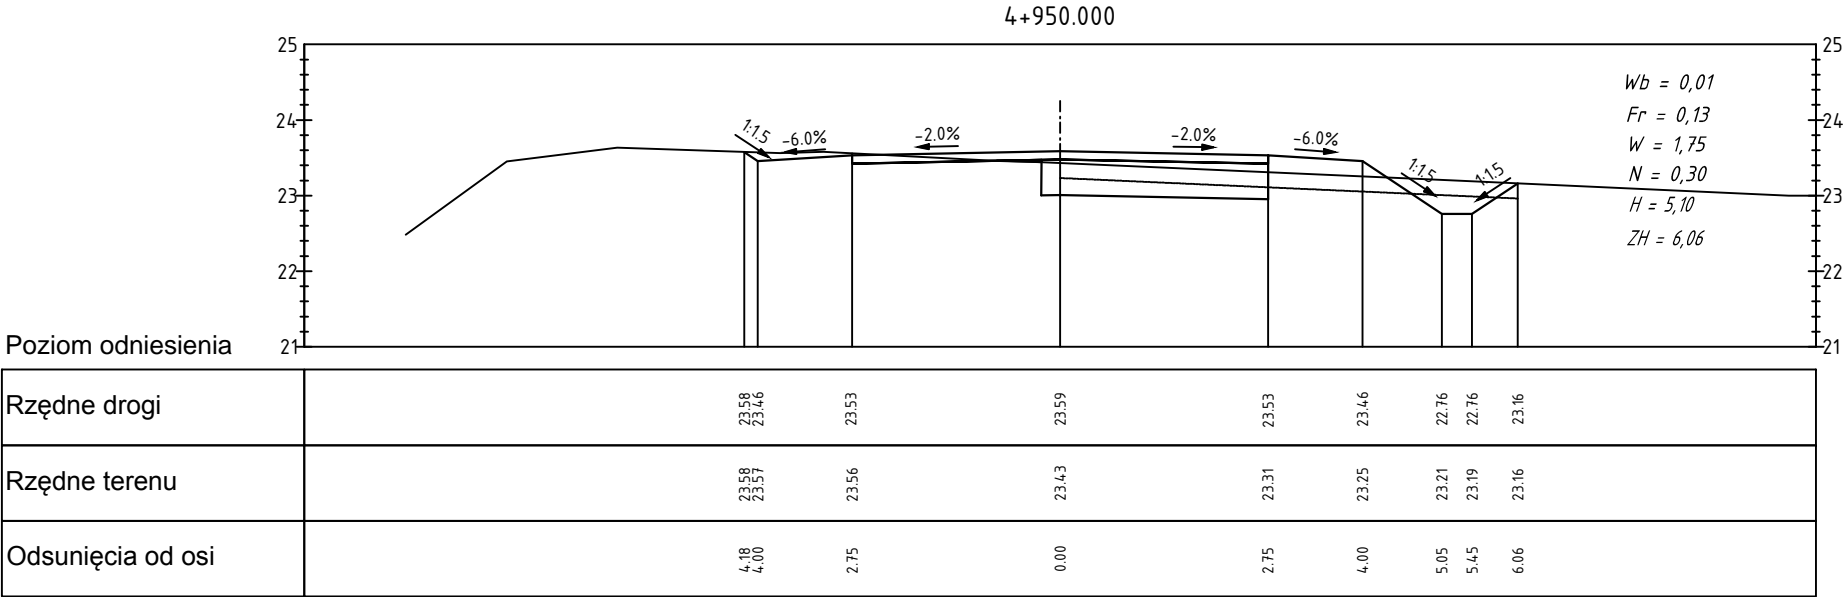 4+950.000
25
24
23
22
21
25
24
23
22
21
1:1.5
-6.0%
-2.0%
-2.0%
-6.0%
1:1.5
1:1.5
Wb = 0,01
Fr = 0,13
W = 1,75
N = 0,30
H = 5,10
ZH = 6,06
Poziom odniesienia
Rzędne drogi 23.58 23.46 23.53 23.59 23.53 23.46 22.76 22.76 23.16
Rzędne terenu 23.58 23.57 23.56 23.43 23.31 23.25 23.21 23.19 23.16
Odsunięcia od osi 4.18 4.00 2.75 0.00 2.75 4.00 5.05 5.45 6.06